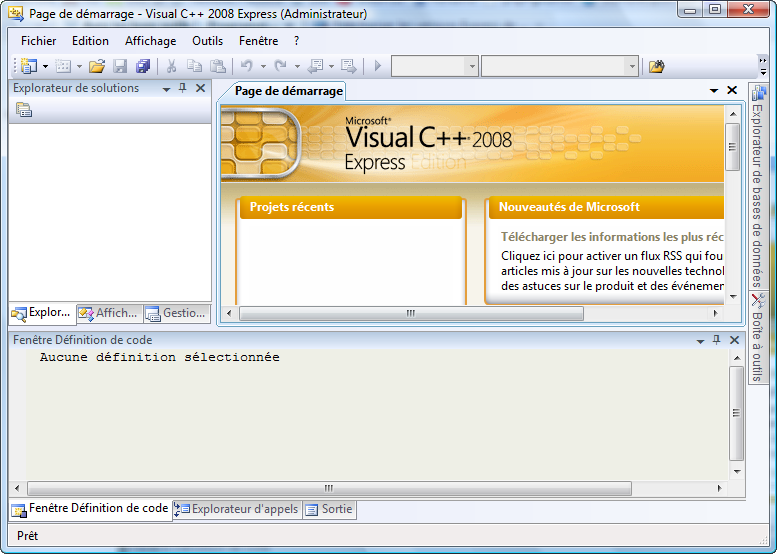 Page de démarrage - Visual C++ 2008 Express (Administrateur)
Fichier Edition Affichage Outils Fenêtre ?
Explorateur de solutions
Page de démarrage
Microsoft®
Visual C++® 2008
Express Edition
Projets récents
Nouveautés de Microsoft
Télécharger les informations les plus réc
Cliquez ici pour activer un flux RSS qui fou
articles mis à jour sur les nouvelles technol
des astuces sur le produit et des événemen
Explor... Affich... Gestio...
Explorateur de bases de données
Boîte à outils
Fenêtre Définition de code
Aucune définition sélectionnée
Fenêtre Définition de code Explorateur d'appels Sortie
Prêt